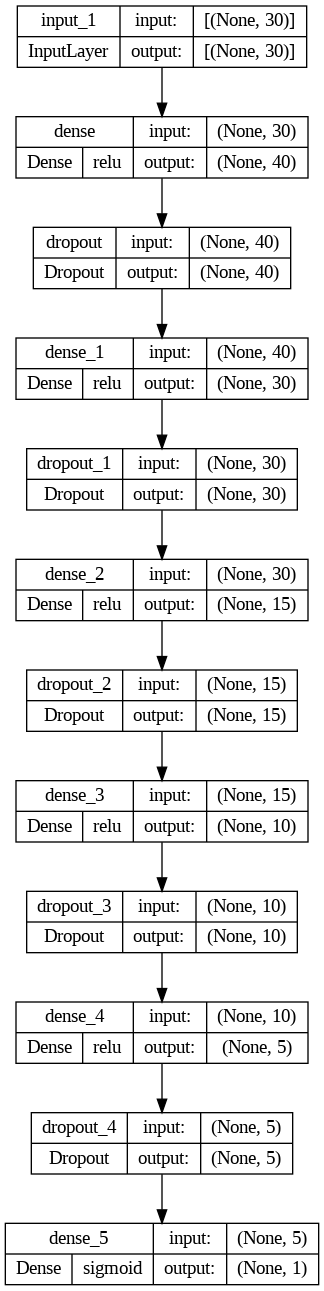 input_1 input: [(None, 30)]
InputLayer output: [(None, 30)]
dense input: (None, 30)
Dense relu output: (None, 40)
dropout input: (None, 40)
Dropout output: (None, 40)
dense_1 input: (None, 40)
Dense relu output: (None, 30)
dropout_1 input: (None, 30)
Dropout output: (None, 30)
dense_2 input: (None, 30)
Dense relu output: (None, 15)
dropout_2 input: (None, 15)
Dropout output: (None, 15)
dense_3 input: (None, 15)
Dense relu output: (None, 10)
dropout_3 input: (None, 10)
Dropout output: (None, 10)
dense_4 input: (None, 10)
Dense relu output: (None, 5)
dropout_4 input: (None, 5)
Dropout output: (None, 5)
dense_5 input: (None, 5)
Dense sigmoid output: (None, 1)